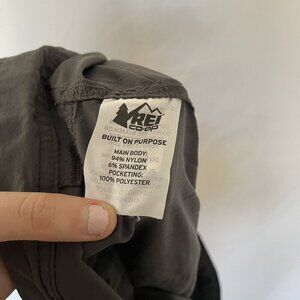 REI
CO·OP
BUILT ON PURPOSE
MAIN BODY:
94% NYLON
6% SPANDEX
POCKETING:
100% POLYESTER